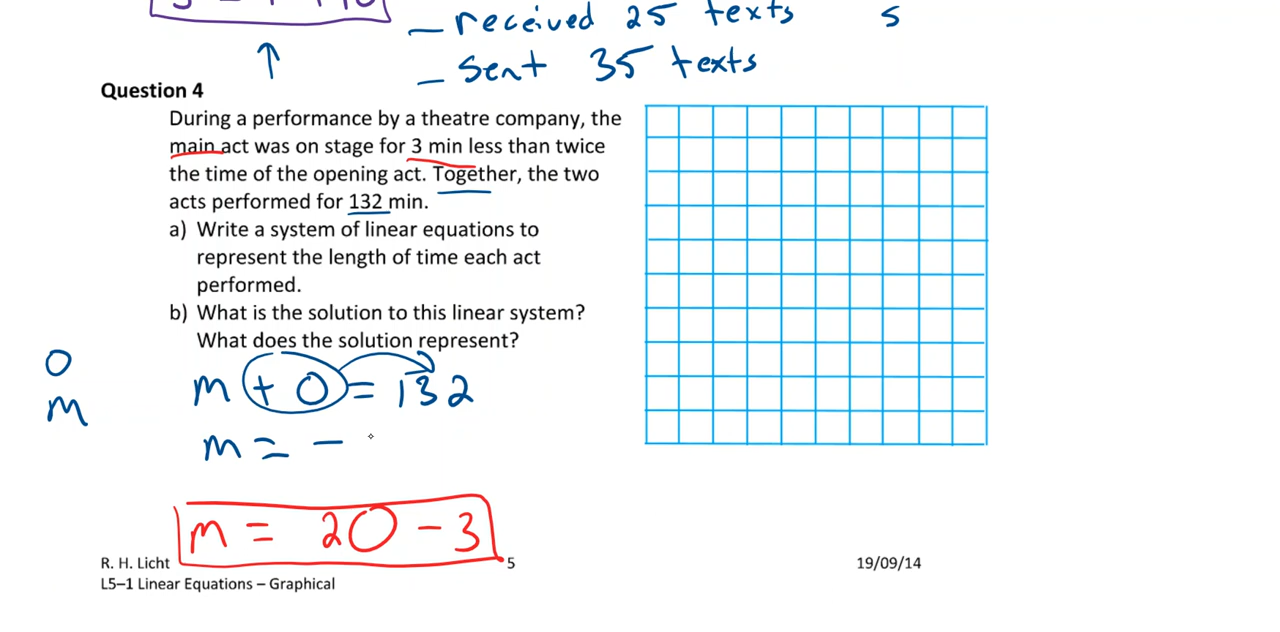 - received 25 texts s
- sent 35 texts
Question 4
During a performance by a theatre company, the
main act was on stage for 3 min less than twice
the time of the opening act. Together, the two
acts performed for 132 min.
a) Write a system of linear equations to
represent the length of time each act
performed.
b) What is the solution to this linear system?
What does the solution represent?
O
m
m + O = 132
m = -
m = 2O - 3
R. H. Licht 5 19/09/14
L5–1 Linear Equations – Graphical